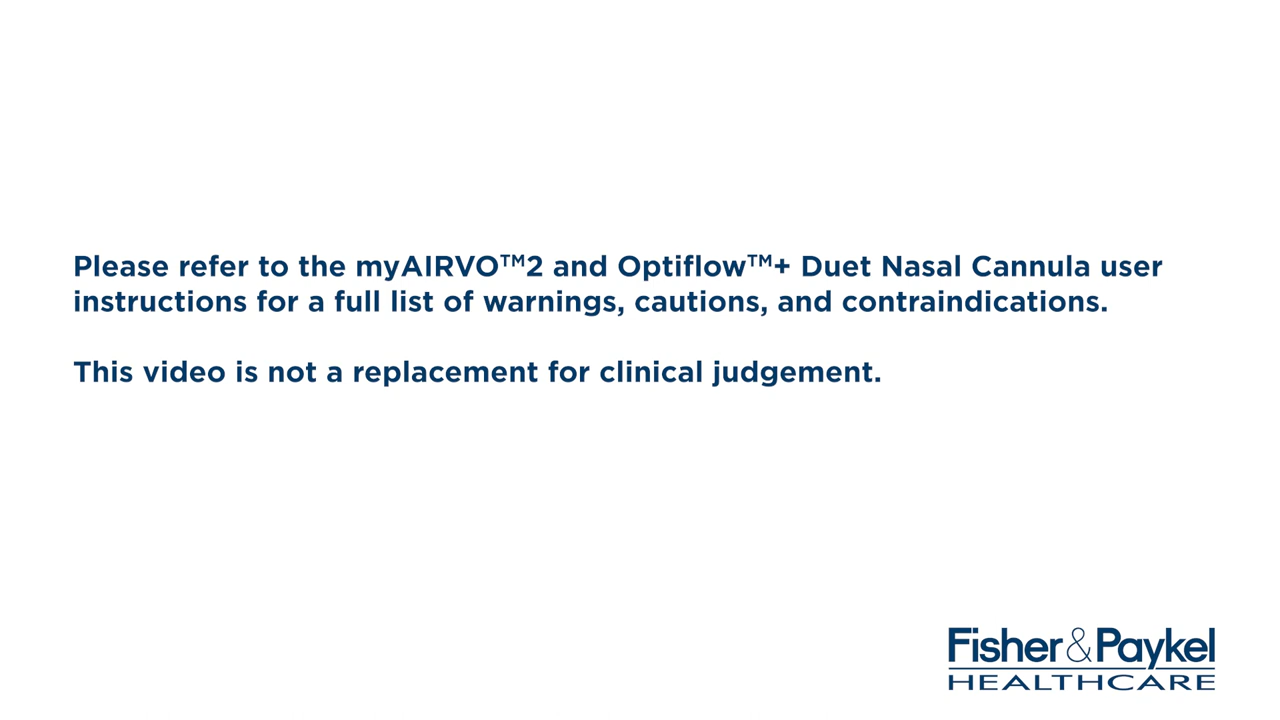 Please refer to the myAIRVO™2 and Optiflow™+ Duet Nasal Cannula user
instructions for a full list of warnings, cautions, and contraindications.
This video is not a replacement for clinical judgement.
Fisher&Paykel
HEALTHCARE